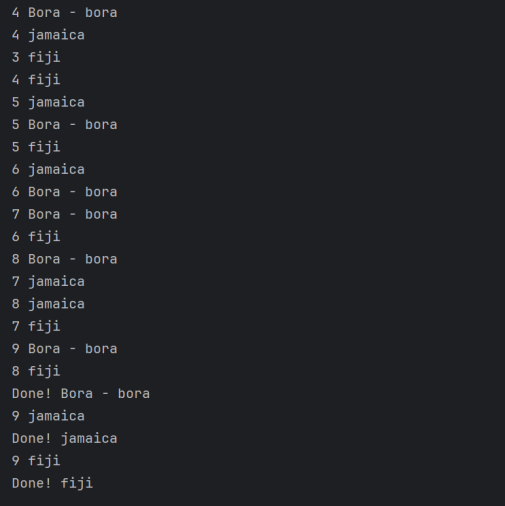 4 Bora - bora
4 jamaica
3 fiji
4 fiji
5 jamaica
5 Bora - bora
5 fiji
6 jamaica
6 Bora - bora
7 Bora - bora
6 fiji
8 Bora - bora
7 jamaica
8 jamaica
7 fiji
9 Bora - bora
8 fiji
Done! Bora - bora
9 jamaica
Done! jamaica
9 fiji
Done! fiji